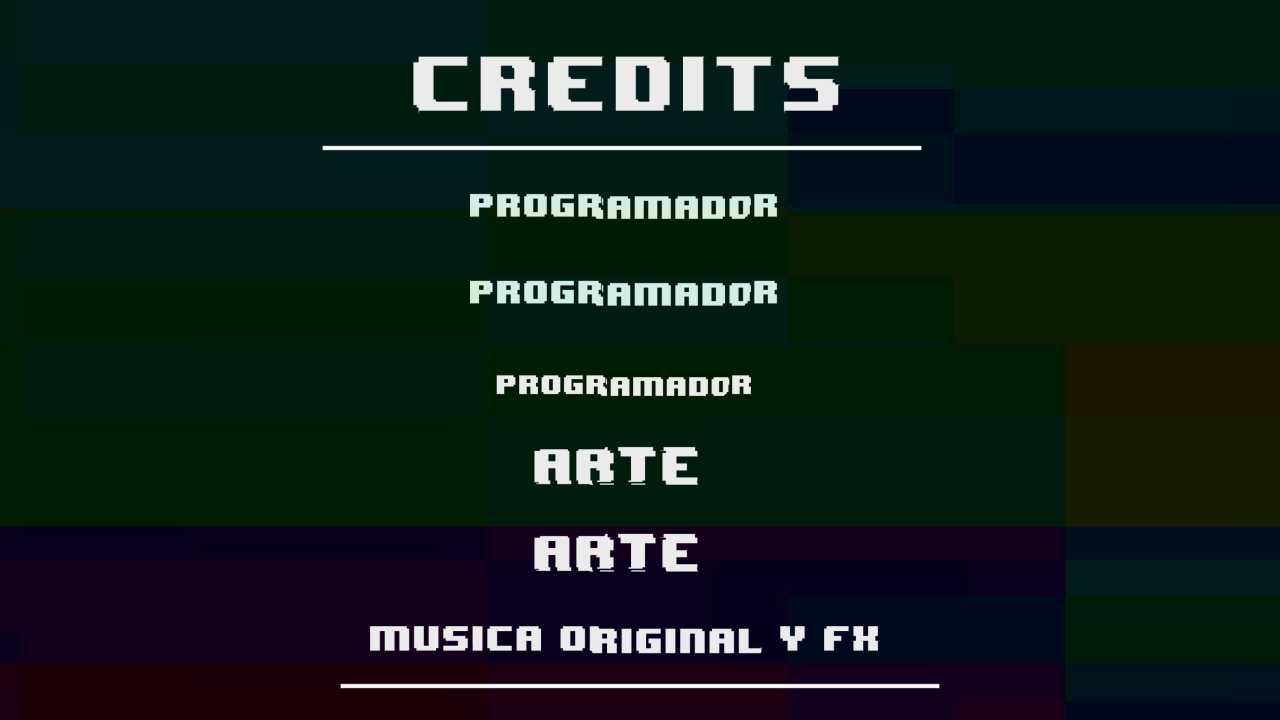 CREDITS
PROGRAMADOR
PROGRAMADOR
PROGRAMADOR
ARTE
ARTE
MUSICA ORIGINAL Y FX